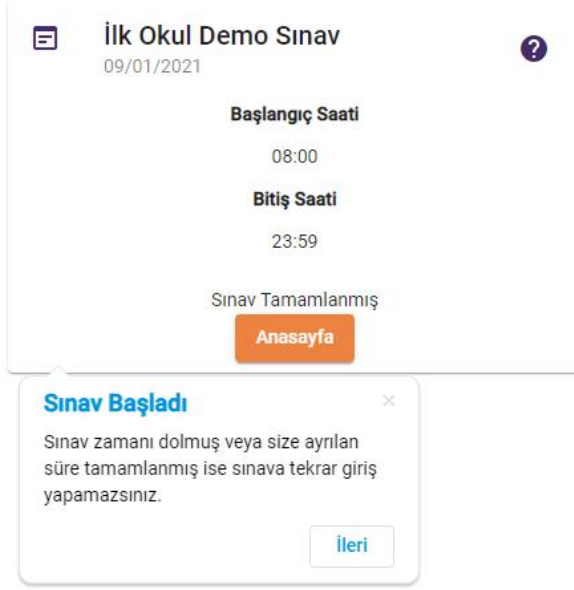 İlk Okul Demo Sınav
09/01/2021
Başlangıç Saati
08:00
Bitiş Saati
23:59
Sınav Tamamlanmış
Anasayfa
Sınav Başladı
Sınav zamanı dolmuş veya size ayrılan
süre tamamlanmış ise sınava tekrar giriş
yapamazsınız.
İleri